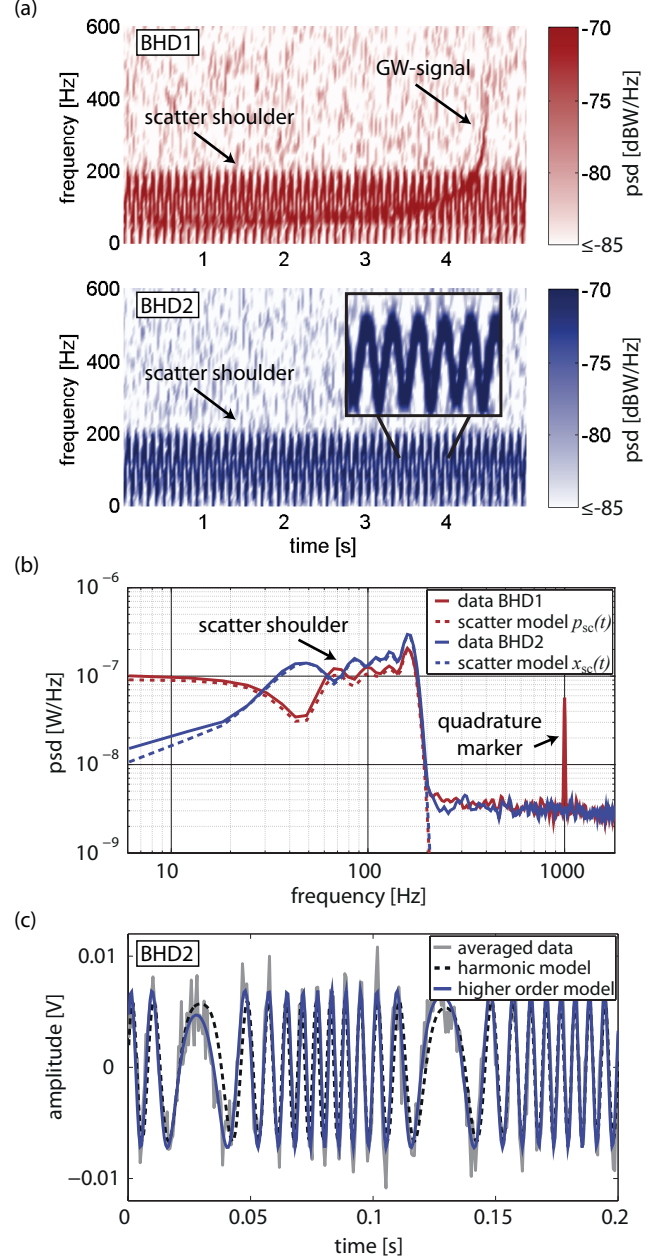 (a)
BHD1
GW-signal
scatter shoulder
frequency [Hz]
600
400
200
0
1 2 3 4
psd [dBW/Hz]
-70
-75
-80
≤-85
BHD2
scatter shoulder
frequency [Hz]
600
400
200
0
1 2 3 4
time [s]
psd [dBW/Hz]
-70
-75
-80
≤-85
(b)
psd [W/Hz]
10⁻⁶
10⁻⁷
10⁻⁸
10⁻⁹
scatter shoulder
data BHD1
scatter model pₛ꜀(t)
data BHD2
scatter model xₛ꜀(t)
quadrature
marker
10 100 1000
frequency [Hz]
(c)
BHD2
averaged data
harmonic model
higher order model
amplitude [V]
0.01
0
−0.01
0 0.05 0.1 0.15 0.2
time [s]